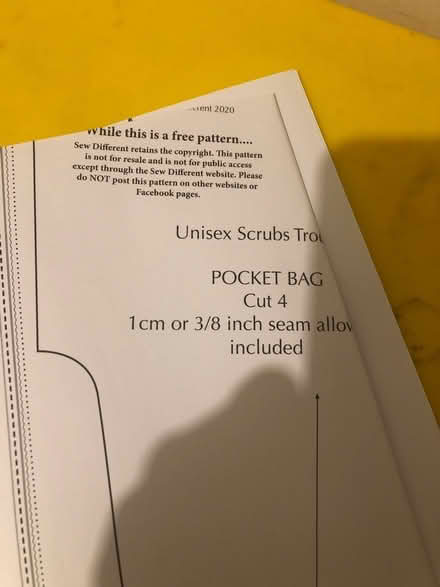 2020
While this is a free pattern....
Sew Different retains the copyright. This pattern
is not for resale and is not for public access
except through the Sew Different website. Please
do NOT post this pattern on other websites or
Facebook pages.
Unisex Scrubs
POCKET BAG
Cut 4
1cm or 3/8 inch seam
included